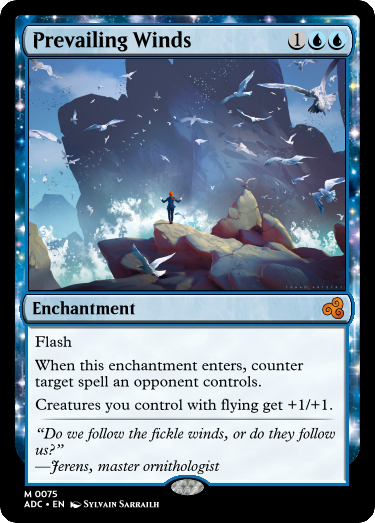 Prevailing Winds 1
Enchantment
Flash
When this enchantment enters, counter
target spell an opponent controls.
Creatures you control with flying get +1/+1.
“Do we follow the fickle winds, or do they follow
us?”
—Jerens, master ornithologist
M 0075
ADC • EN Sylvain Sarrailh